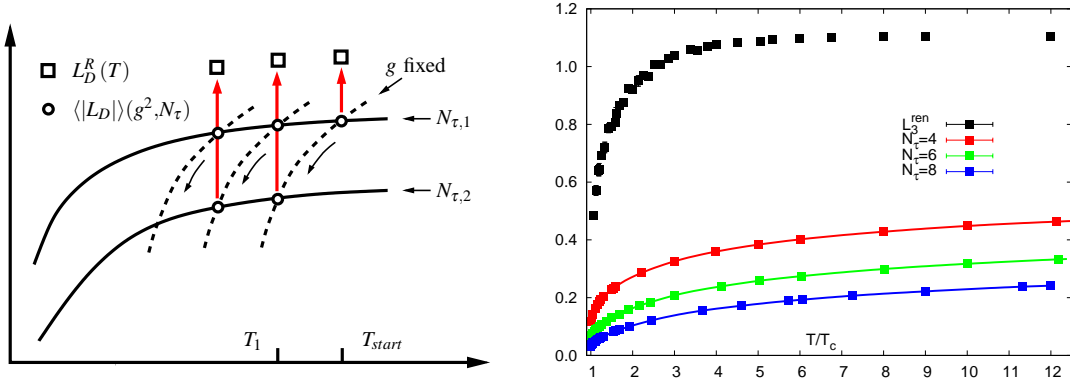 L_D^R(T)
⟨|L_D|⟩(g²,N_τ)
g fixed
N_τ,1
N_τ,2
T_1
T_start
1.2
1.0
0.8
0.6
0.4
0.2
0.0
L_3^ren
N_τ=4
N_τ=6
N_τ=8
T/T_c
1 2 3 4 5 6 7 8 9 10 11 12